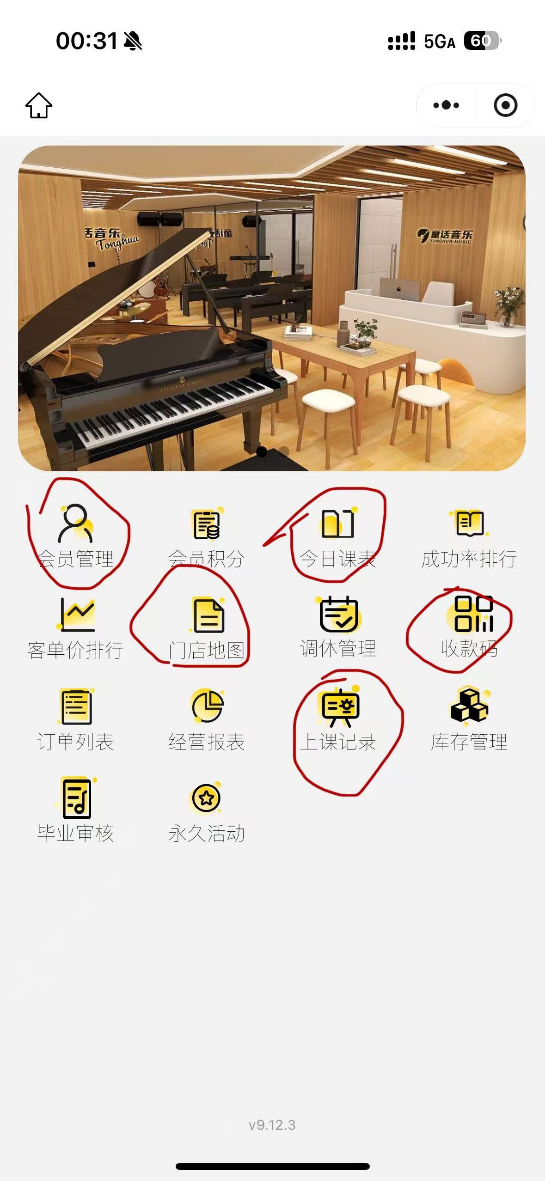 00:31
5GA 60
话音乐
Tonghua
童话音乐
TONGHUA MUSIC
会员管理 会员积分 今日课表 成功率排行
客单价排行 门店地图 调休管理 收款码
订单列表 经营报表 上课记录 库存管理
毕业审核 永久活动
v9.12.3